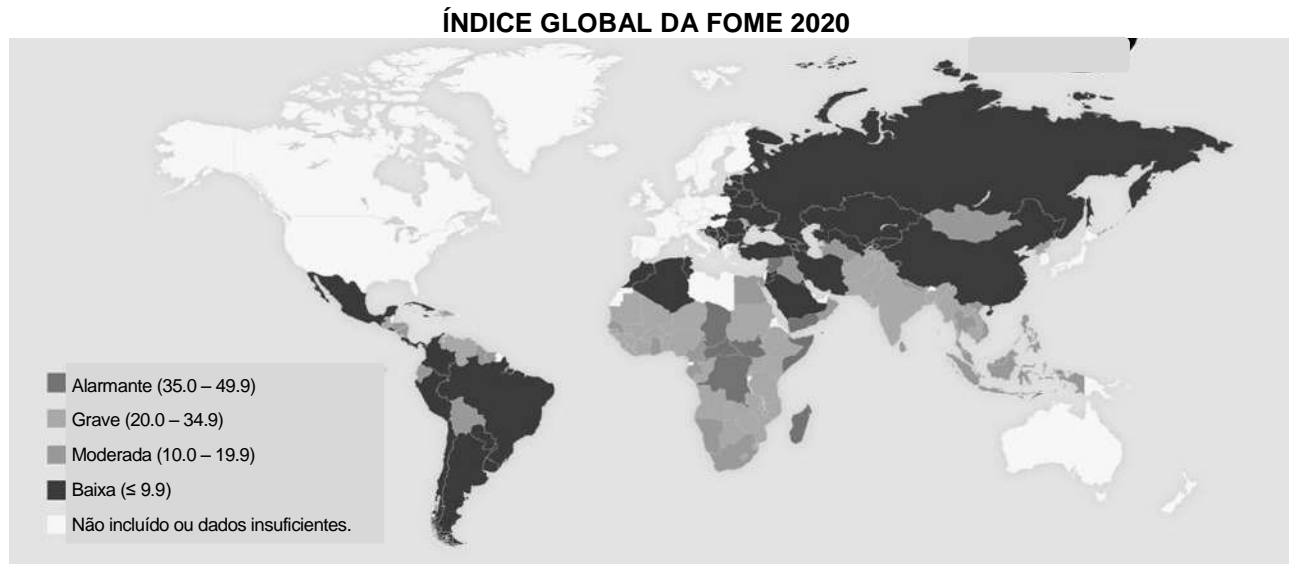 ÍNDICE GLOBAL DA FOME 2020
Alarmante (35.0 – 49.9)
Grave (20.0 – 34.9)
Moderada (10.0 – 19.9)
Baixa (≤ 9.9)
Não incluído ou dados insuficientes.